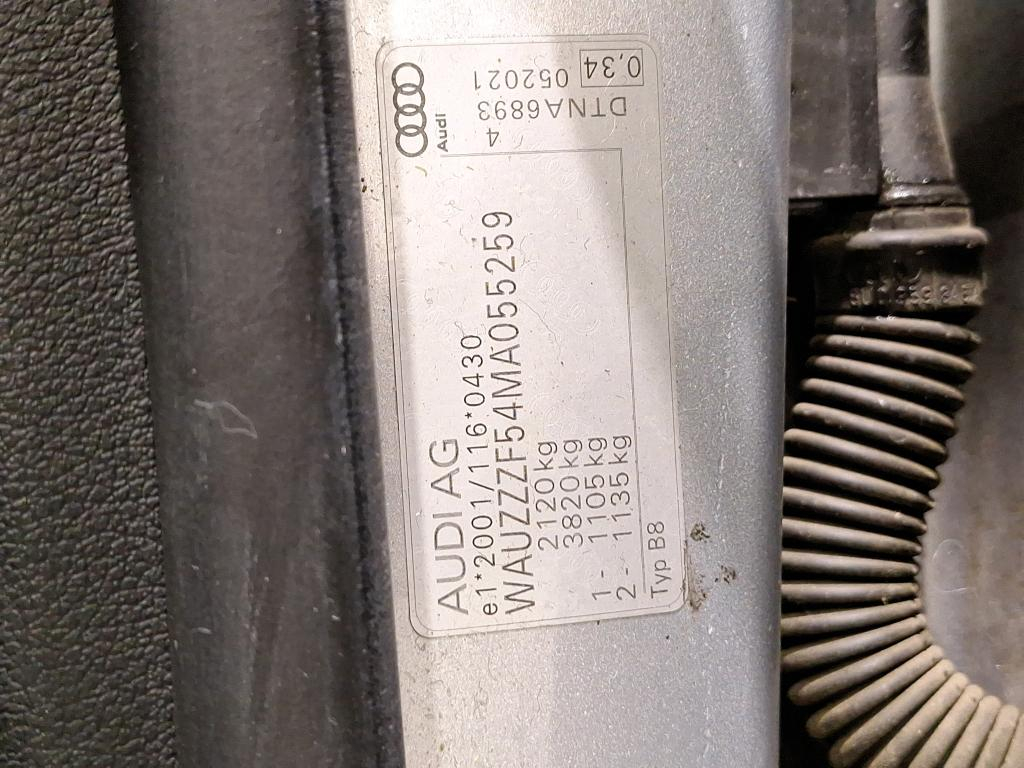 AUDI AG
e1*2001/116*0430
WAUZZZF54MA055259
2120 kg
3820 kg
1 - 1105 kg
2 - 1135 kg
Typ B8
Audi
4
052021
DTNA6893
0,34